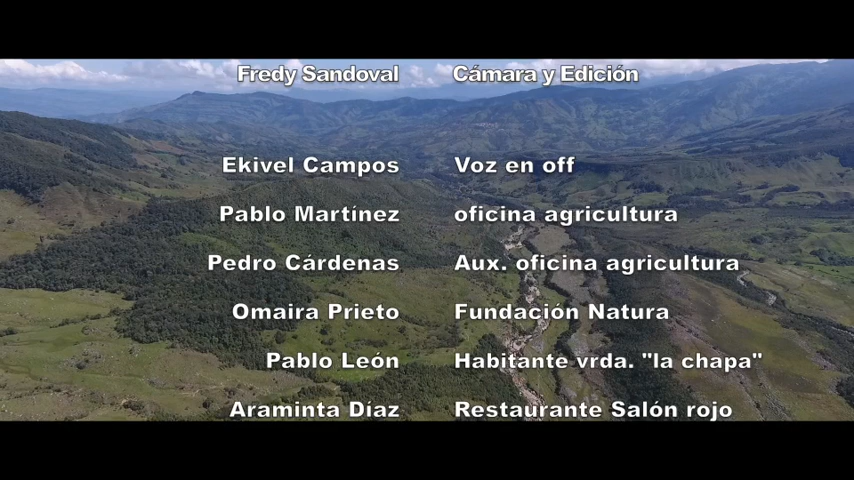 Fredy Sandoval Cámara y Edición
Ekivel Campos Voz en off
Pablo Martínez oficina agricultura
Pedro Cárdenas Aux. oficina agricultura
Omaira Prieto Fundación Natura
Pablo León Habitante vrda. "la chapa"
Araminta Díaz Restaurante Salón rojo